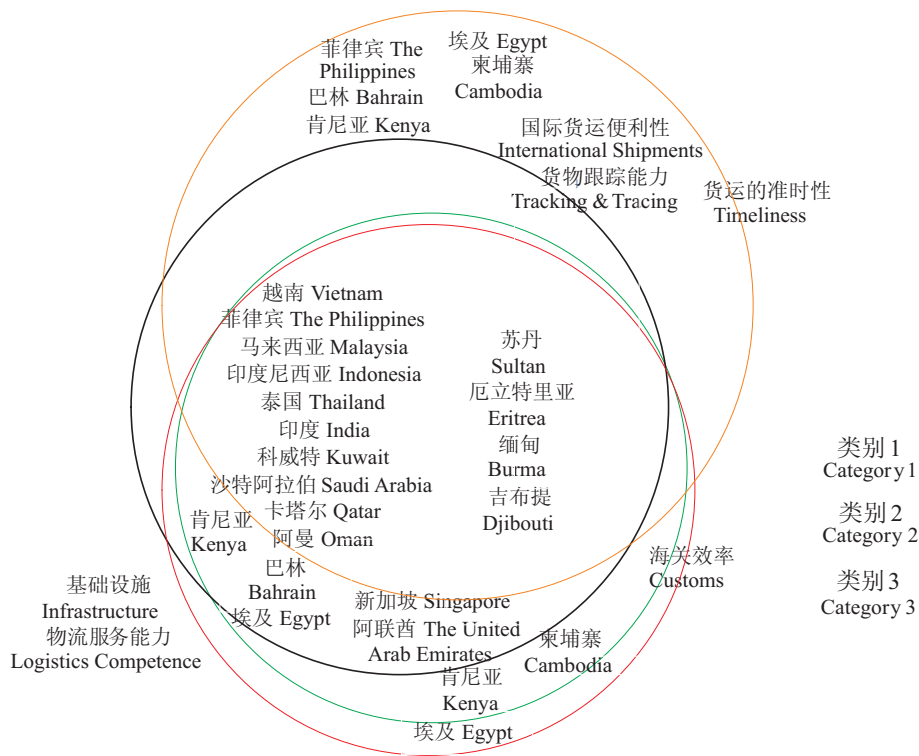 菲律宾 The
Philippines
巴林 Bahrain
肯尼亚 Kenya
埃及 Egypt
柬埔寨
Cambodia
国际货运便利性
International Shipments
货物跟踪能力
Tracking & Tracing
货运的准时性
Timeliness
越南 Vietnam
菲律宾 The Philippines
马来西亚 Malaysia
印度尼西亚 Indonesia
泰国 Thailand
印度 India
科威特 Kuwait
沙特阿拉伯 Saudi Arabia
卡塔尔 Qatar
阿曼 Oman
苏丹
Sultan
厄立特里亚
Eritrea
缅甸
Burma
吉布提
Djibouti
肯尼亚
Kenya
巴林
Bahrain
埃及 Egypt
新加坡 Singapore
阿联酋 The United
Arab Emirates
柬埔寨
Cambodia
肯尼亚
Kenya
埃及 Egypt
海关效率
Customs
基础设施
Infrastructure
物流服务能力
Logistics Competence
类别 1
Category 1
类别 2
Category 2
类别 3
Category 3